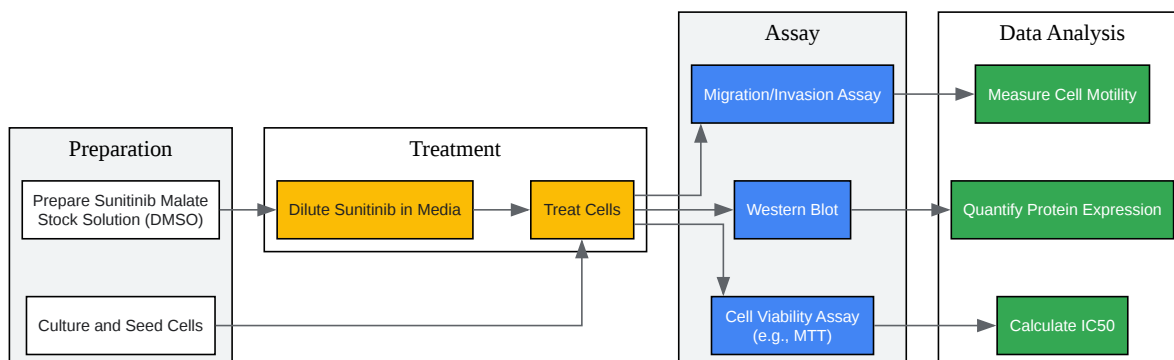 Preparation
Prepare Sunitinib Malate
Stock Solution (DMSO)
Culture and Seed Cells
Treatment
Dilute Sunitinib in Media
Treat Cells
Assay
Migration/Invasion Assay
Western Blot
Cell Viability Assay
(e.g., MTT)
Data Analysis
Measure Cell Motility
Quantify Protein Expression
Calculate IC50